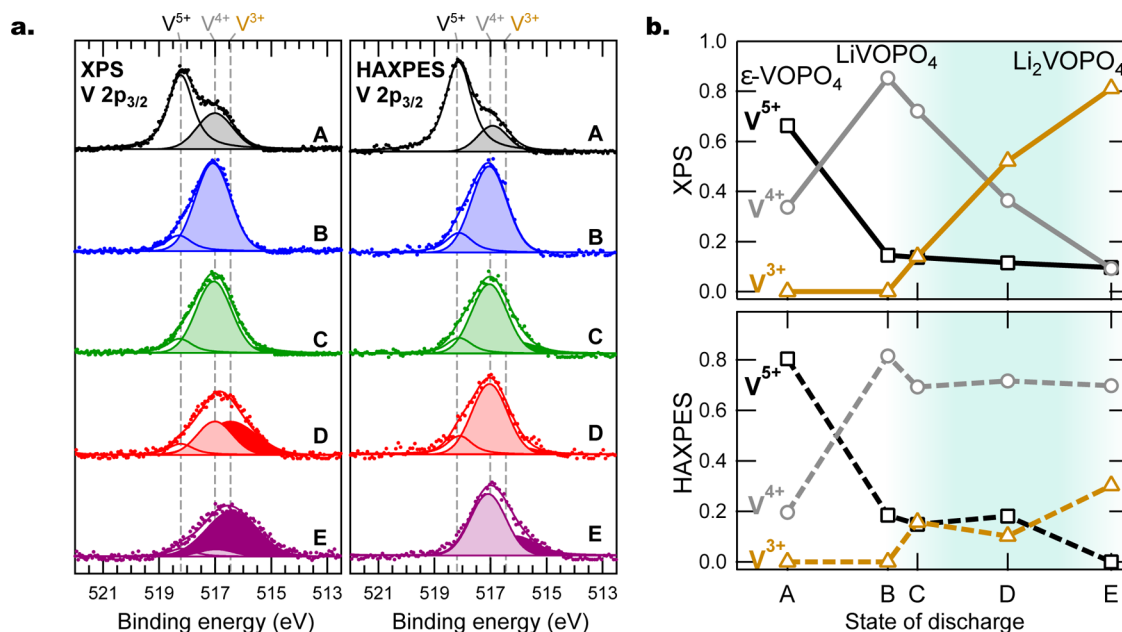 a.
V5+ V4+ V3+ V5+ V4+ V3+
XPS
V 2p3/2
HAXPES
V 2p3/2
A
A
B
B
C
C
D
D
E
E
521 519 517 515 513 521 519 517 515 513
Binding energy (eV) Binding energy (eV)
b.
1.0
0.8
0.6
0.4
0.2
0.0
XPS
ε-VOPO4
LiVOPO4
Li2VOPO4
V5+
V4+
V3+
0.8
0.6
0.4
0.2
0.0
HAXPES
V5+
V4+
V3+
A B C D E
State of discharge